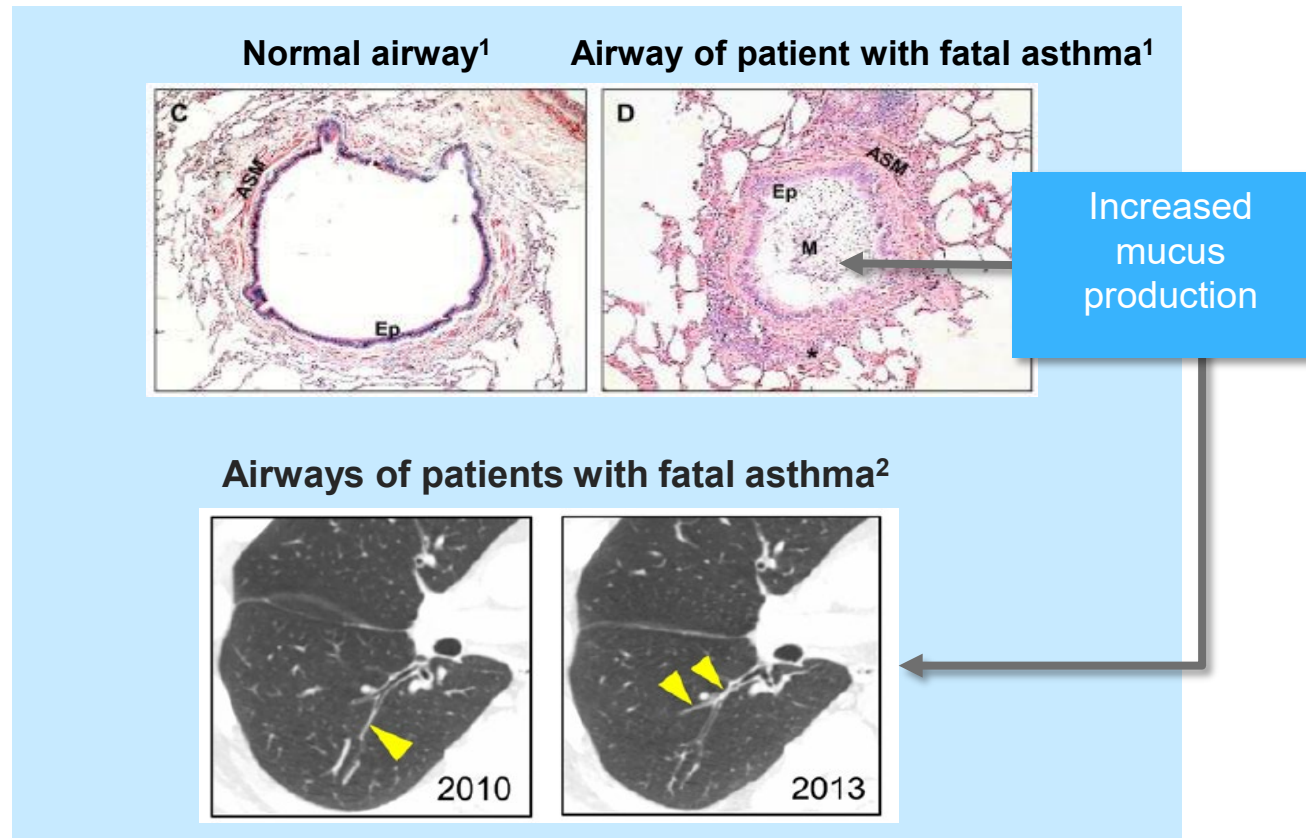 Normal airway¹
Airway of patient with fatal asthma¹
C
ASM
Ep
D
ASM
Ep
M
*
Increased
mucus
production
Airways of patients with fatal asthma²
2010
2013